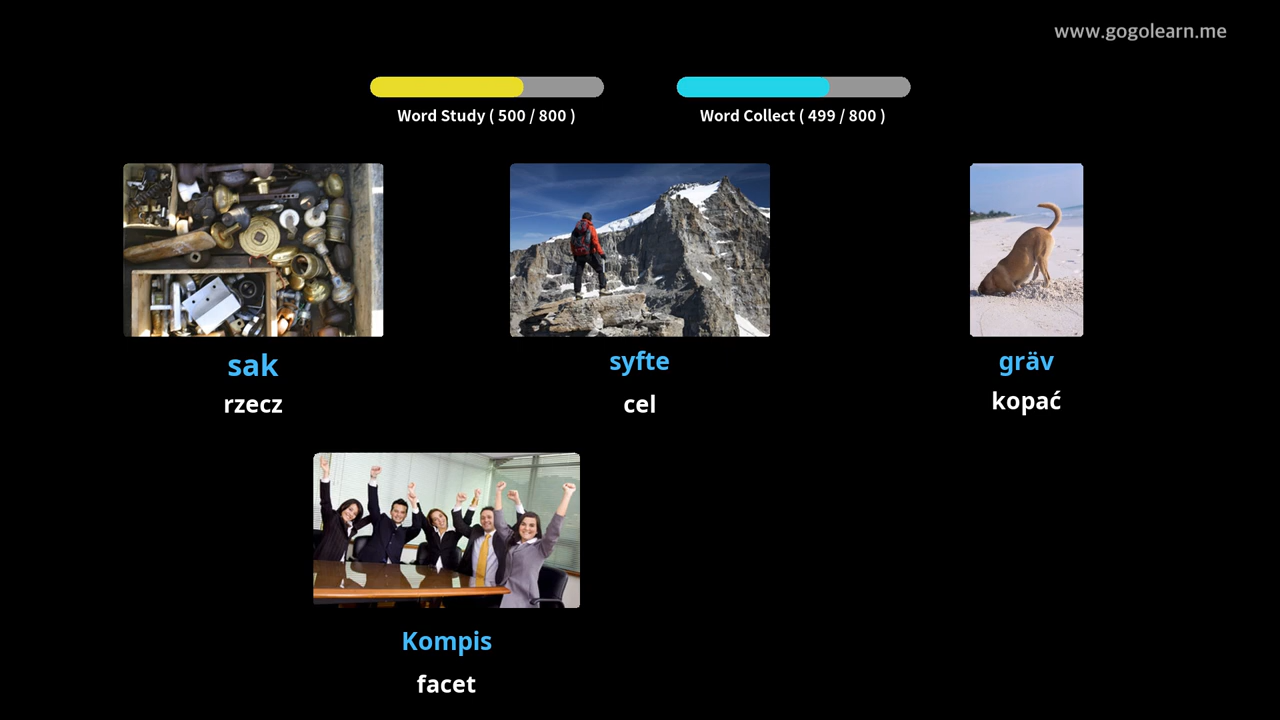 www.gogolearn.me
Word Study ( 500 / 800 )
Word Collect ( 499 / 800 )
sak
rzecz
syfte
cel
gräv
kopać
Kompis
facet